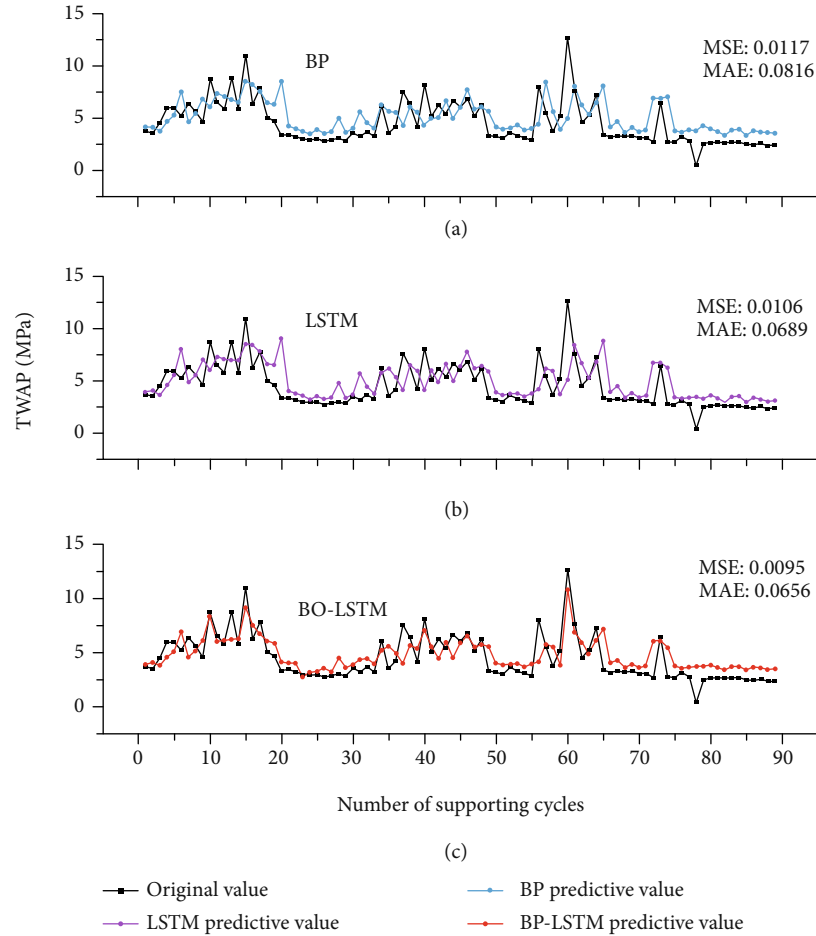 15
10
5
0
BP
MSE: 0.0117
MAE: 0.0816
(a)
15
10
5
0
LSTM
MSE: 0.0106
MAE: 0.0689
(b)
TWAP (MPa)
15
10
5
0
BO-LSTM
MSE: 0.0095
MAE: 0.0656
0 10 20 30 40 50 60 70 80 90
Number of supporting cycles
(c)
Original value
BP predictive value
LSTM predictive value
BP-LSTM predictive value